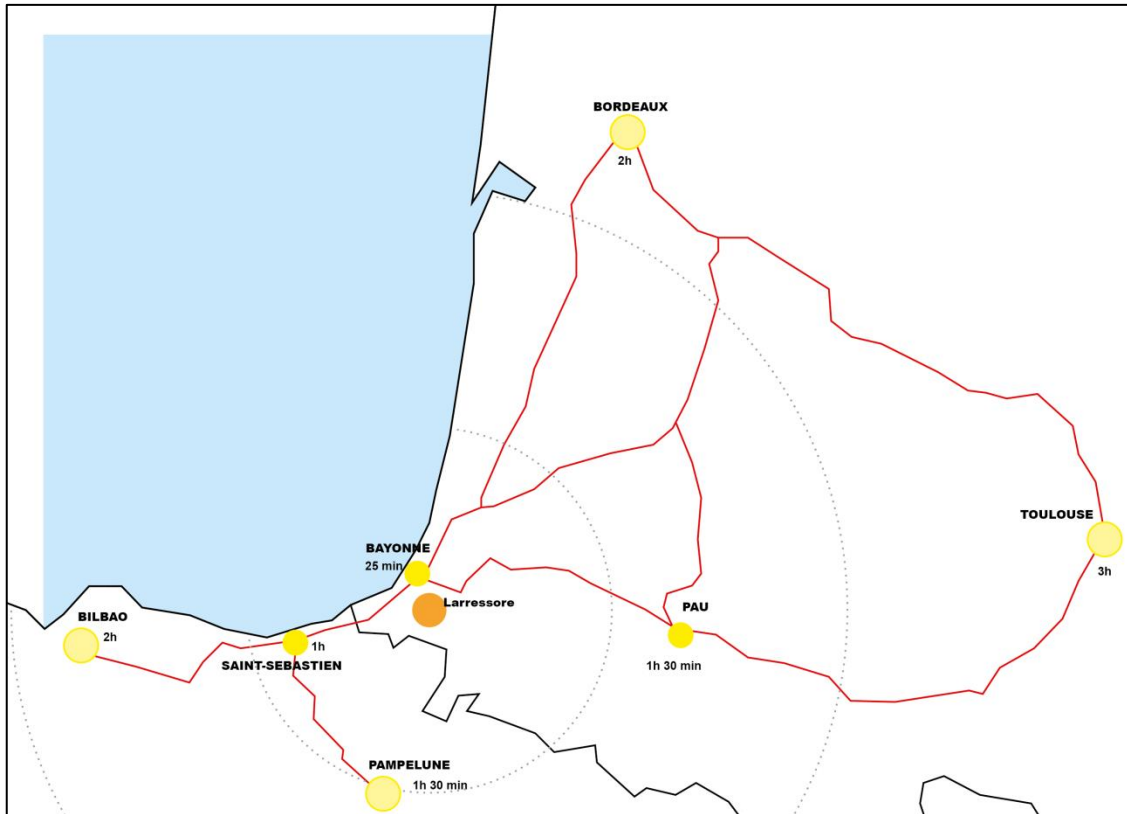 BORDEAUX
2h
TOULOUSE
3h
BAYONNE
25 min
Larressore
PAU
1h 30 min
BILBAO
2h
1h
SAINT-SEBASTIEN
PAMPELUNE
1h 30 min